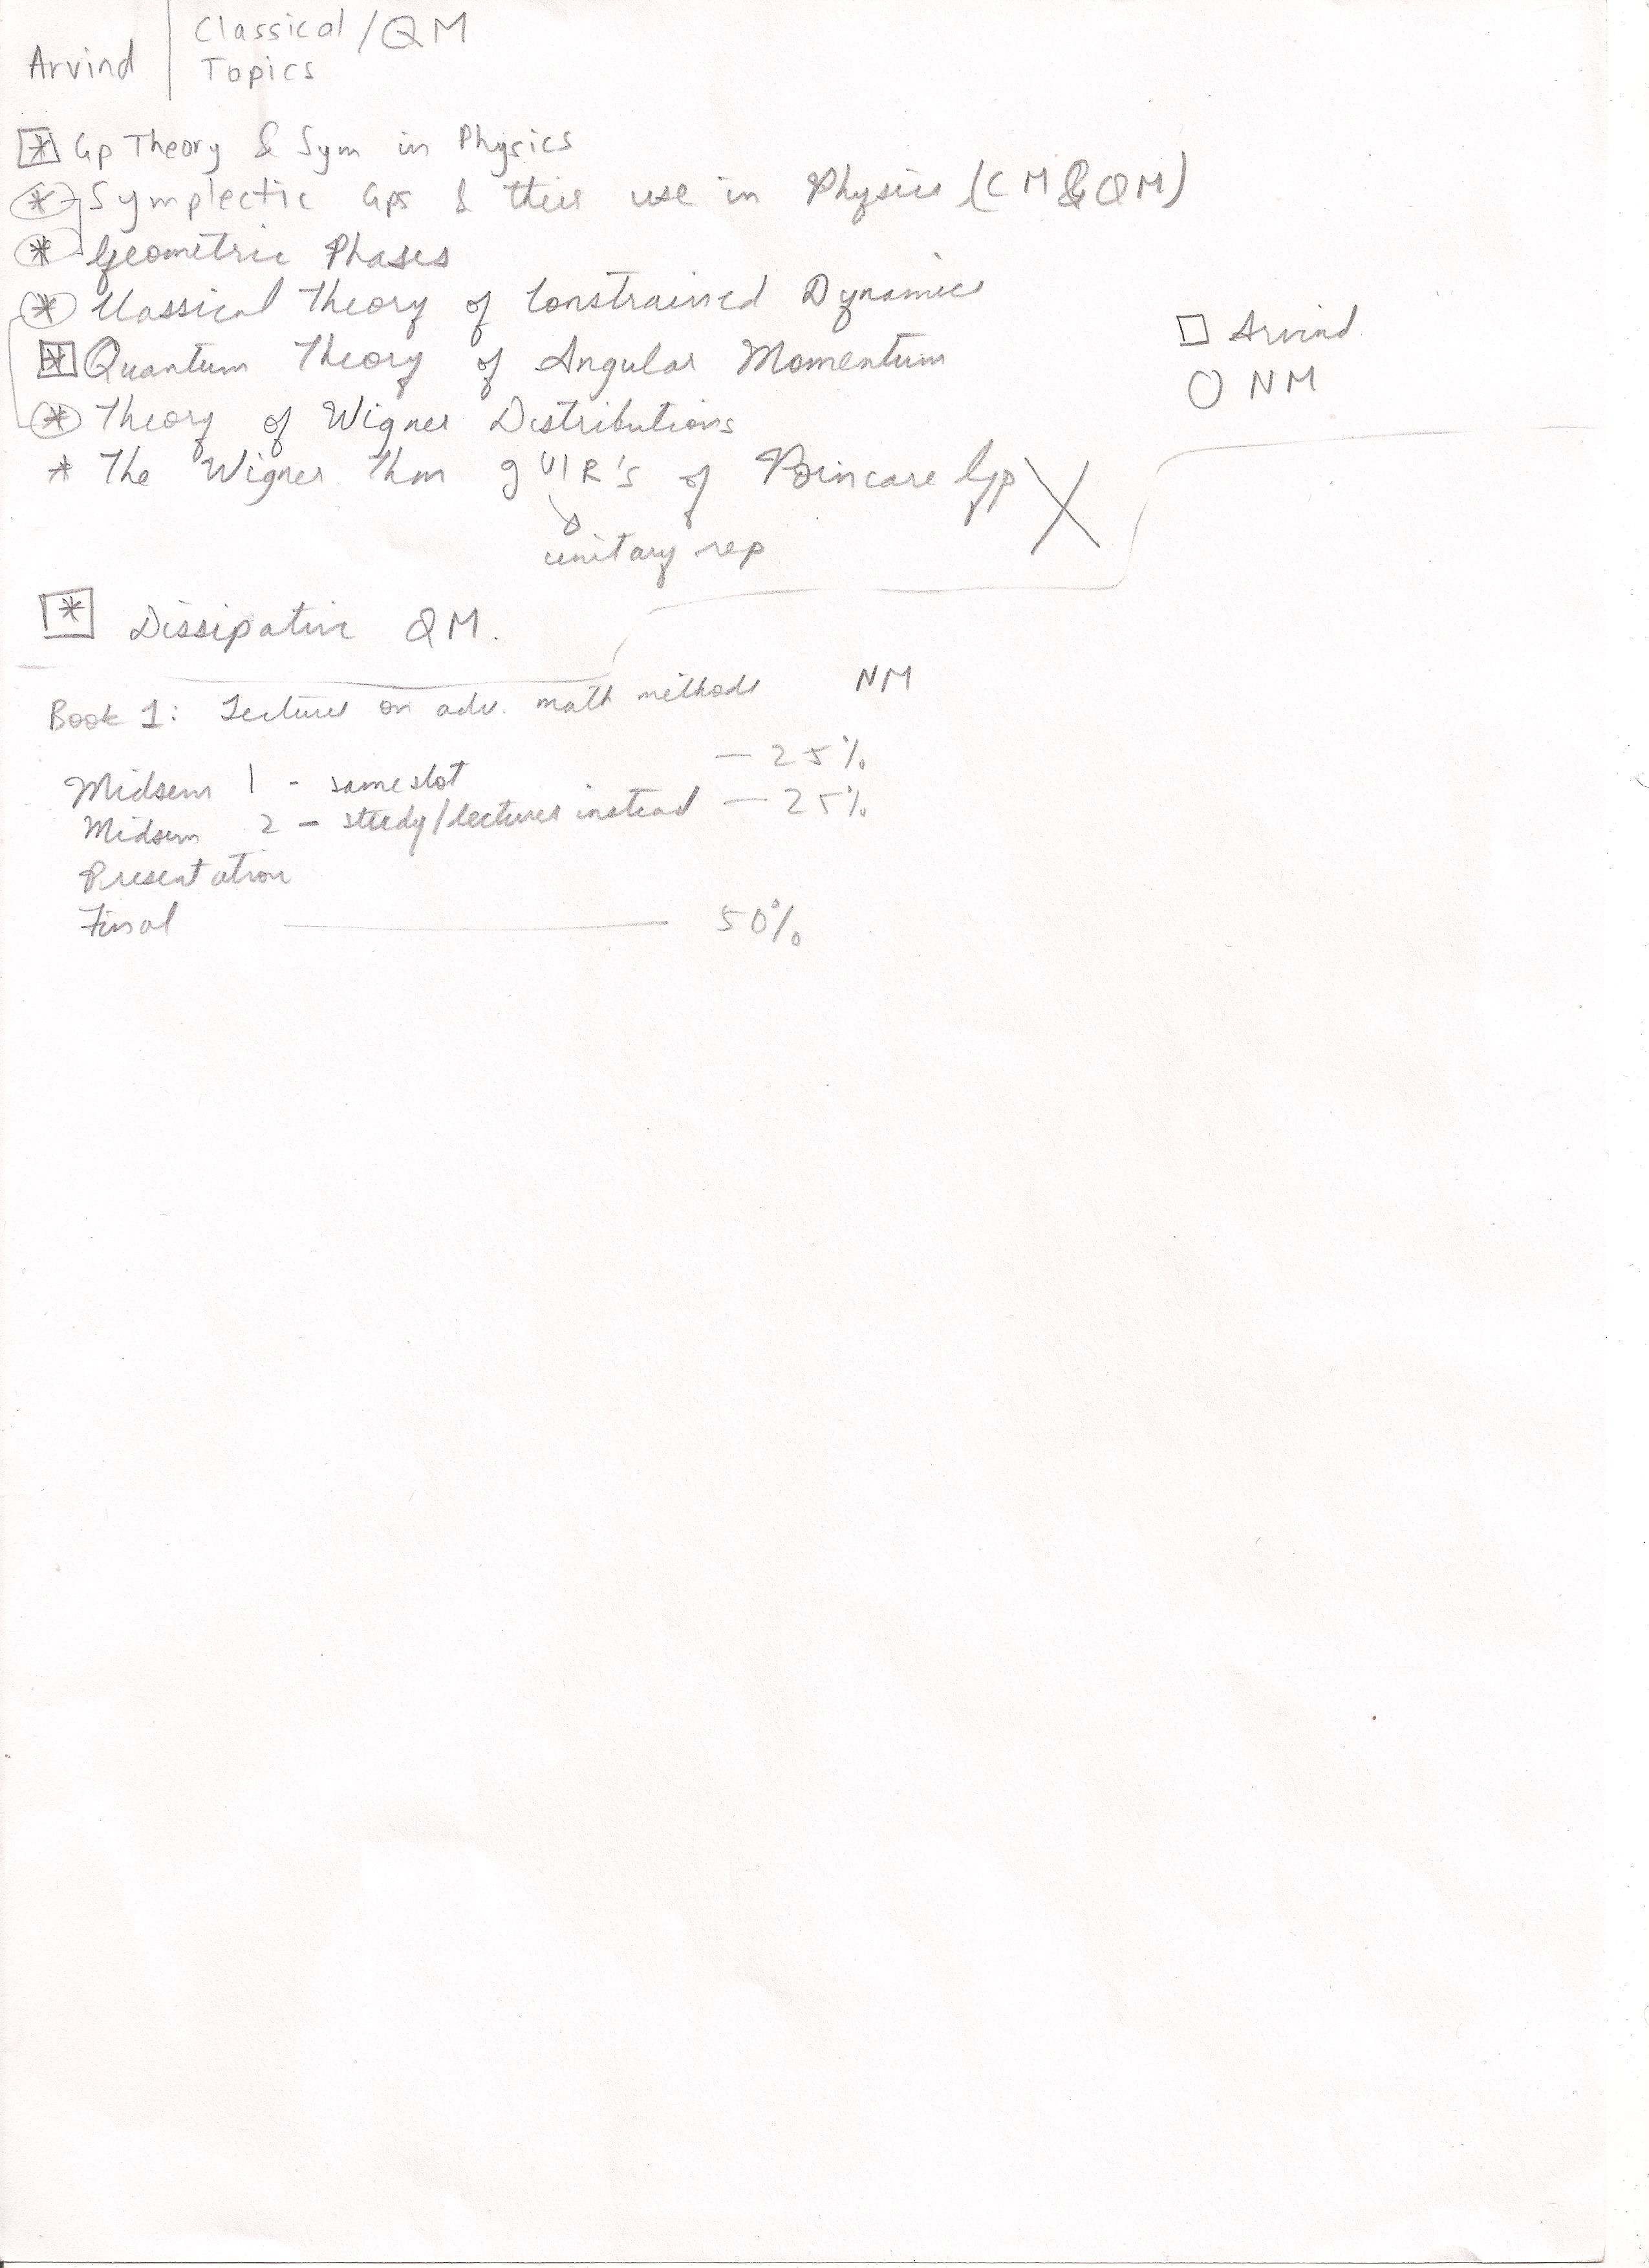 Arvind | Classical/QM
Topics
* Gp Theory & Sym in Physics
* Symplectic Gps & their use in Physics (CM & QM)
* Geometric Phases
* Classical Theory of Constrained Dynamics
* Quantum Theory of Angular Momentum
□ Arvind
○ NM
* Theory of Wigner Distributions
* The Wigner Thm 9 UIR's of Poincare Gp X
unitary rep
* Dissipative QM.
Book 1: Lectures on adv. math methods NM
Midsem 1 - same slot — 25%
Midsem 2 - study/lectures instead — 25%
Presentation
Final — 50%